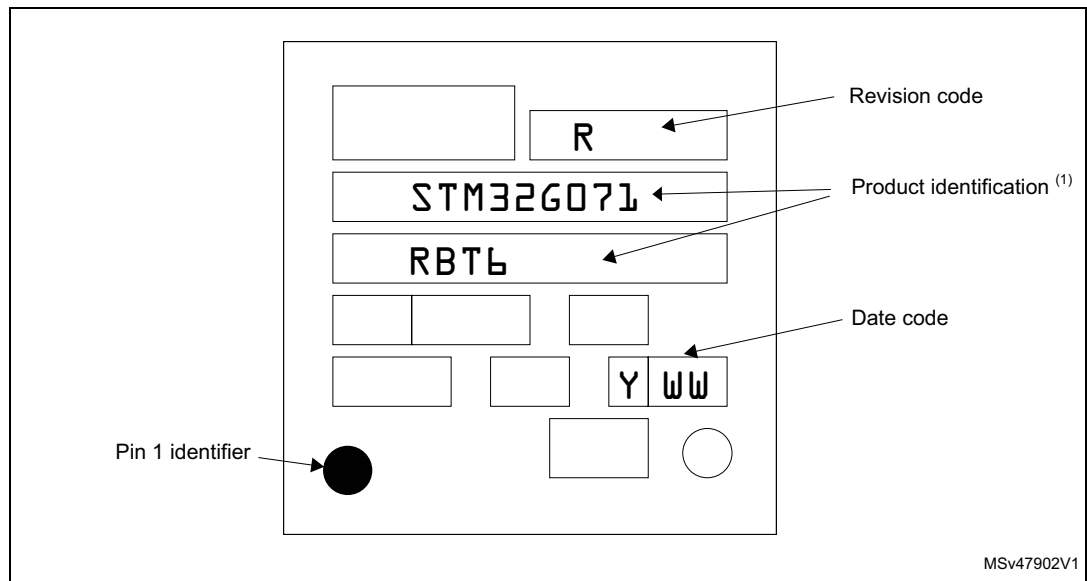 Revision code
R
STM32G071
Product identification (1)
RBT6
Date code
Y WW
Pin 1 identifier
MSv47902V1